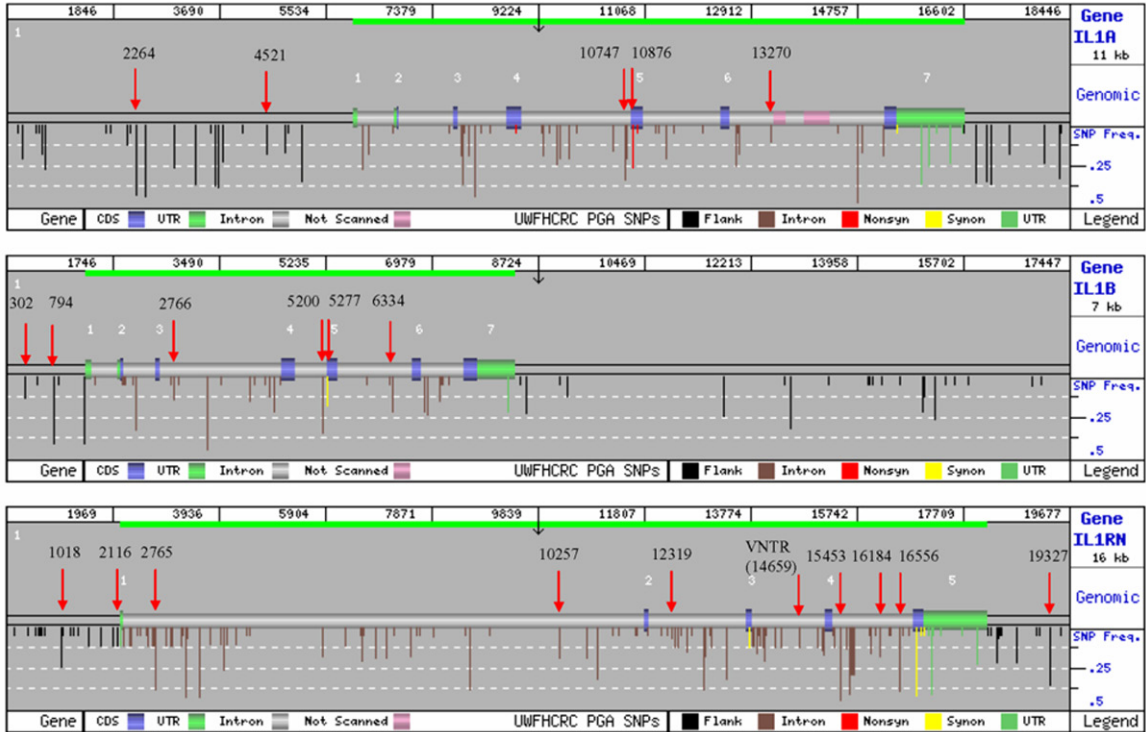 1846 3690 5534 7379 9224 11068 12912 14757 16602 18446
Gene
IL1A
11 kb
1
2264 4521 10747 10876 13270
1 2 3 4 5 6 7
Genomic
SNP Freq.
.25
.5
Gene CDS UTR Intron Not Scanned UWFHCRC PGA SNPs Flank Intron Nonsyn Synon UTR Legend
1746 3490 5235 6979 8724 10469 12213 13958 15702 17447
Gene
IL1B
7 kb
1
302 794 2766 5200 5277 6334
1 2 3 4 5 6 7
Genomic
SNP Freq.
.25
.5
Gene CDS UTR Intron Not Scanned UWFHCRC PGA SNPs Flank Intron Nonsyn Synon UTR Legend
1969 3936 5904 7871 9839 11807 13774 15742 17709 19677
Gene
IL1RN
16 kb
1
1018 2116 2765 10257 12319 VNTR
(14659) 15453 16184 16556 19327
1 2 3 4 5
Genomic
SNP Freq.
.25
.5
Gene CDS UTR Intron Not Scanned UWFHCRC PGA SNPs Flank Intron Nonsyn Synon UTR Legend